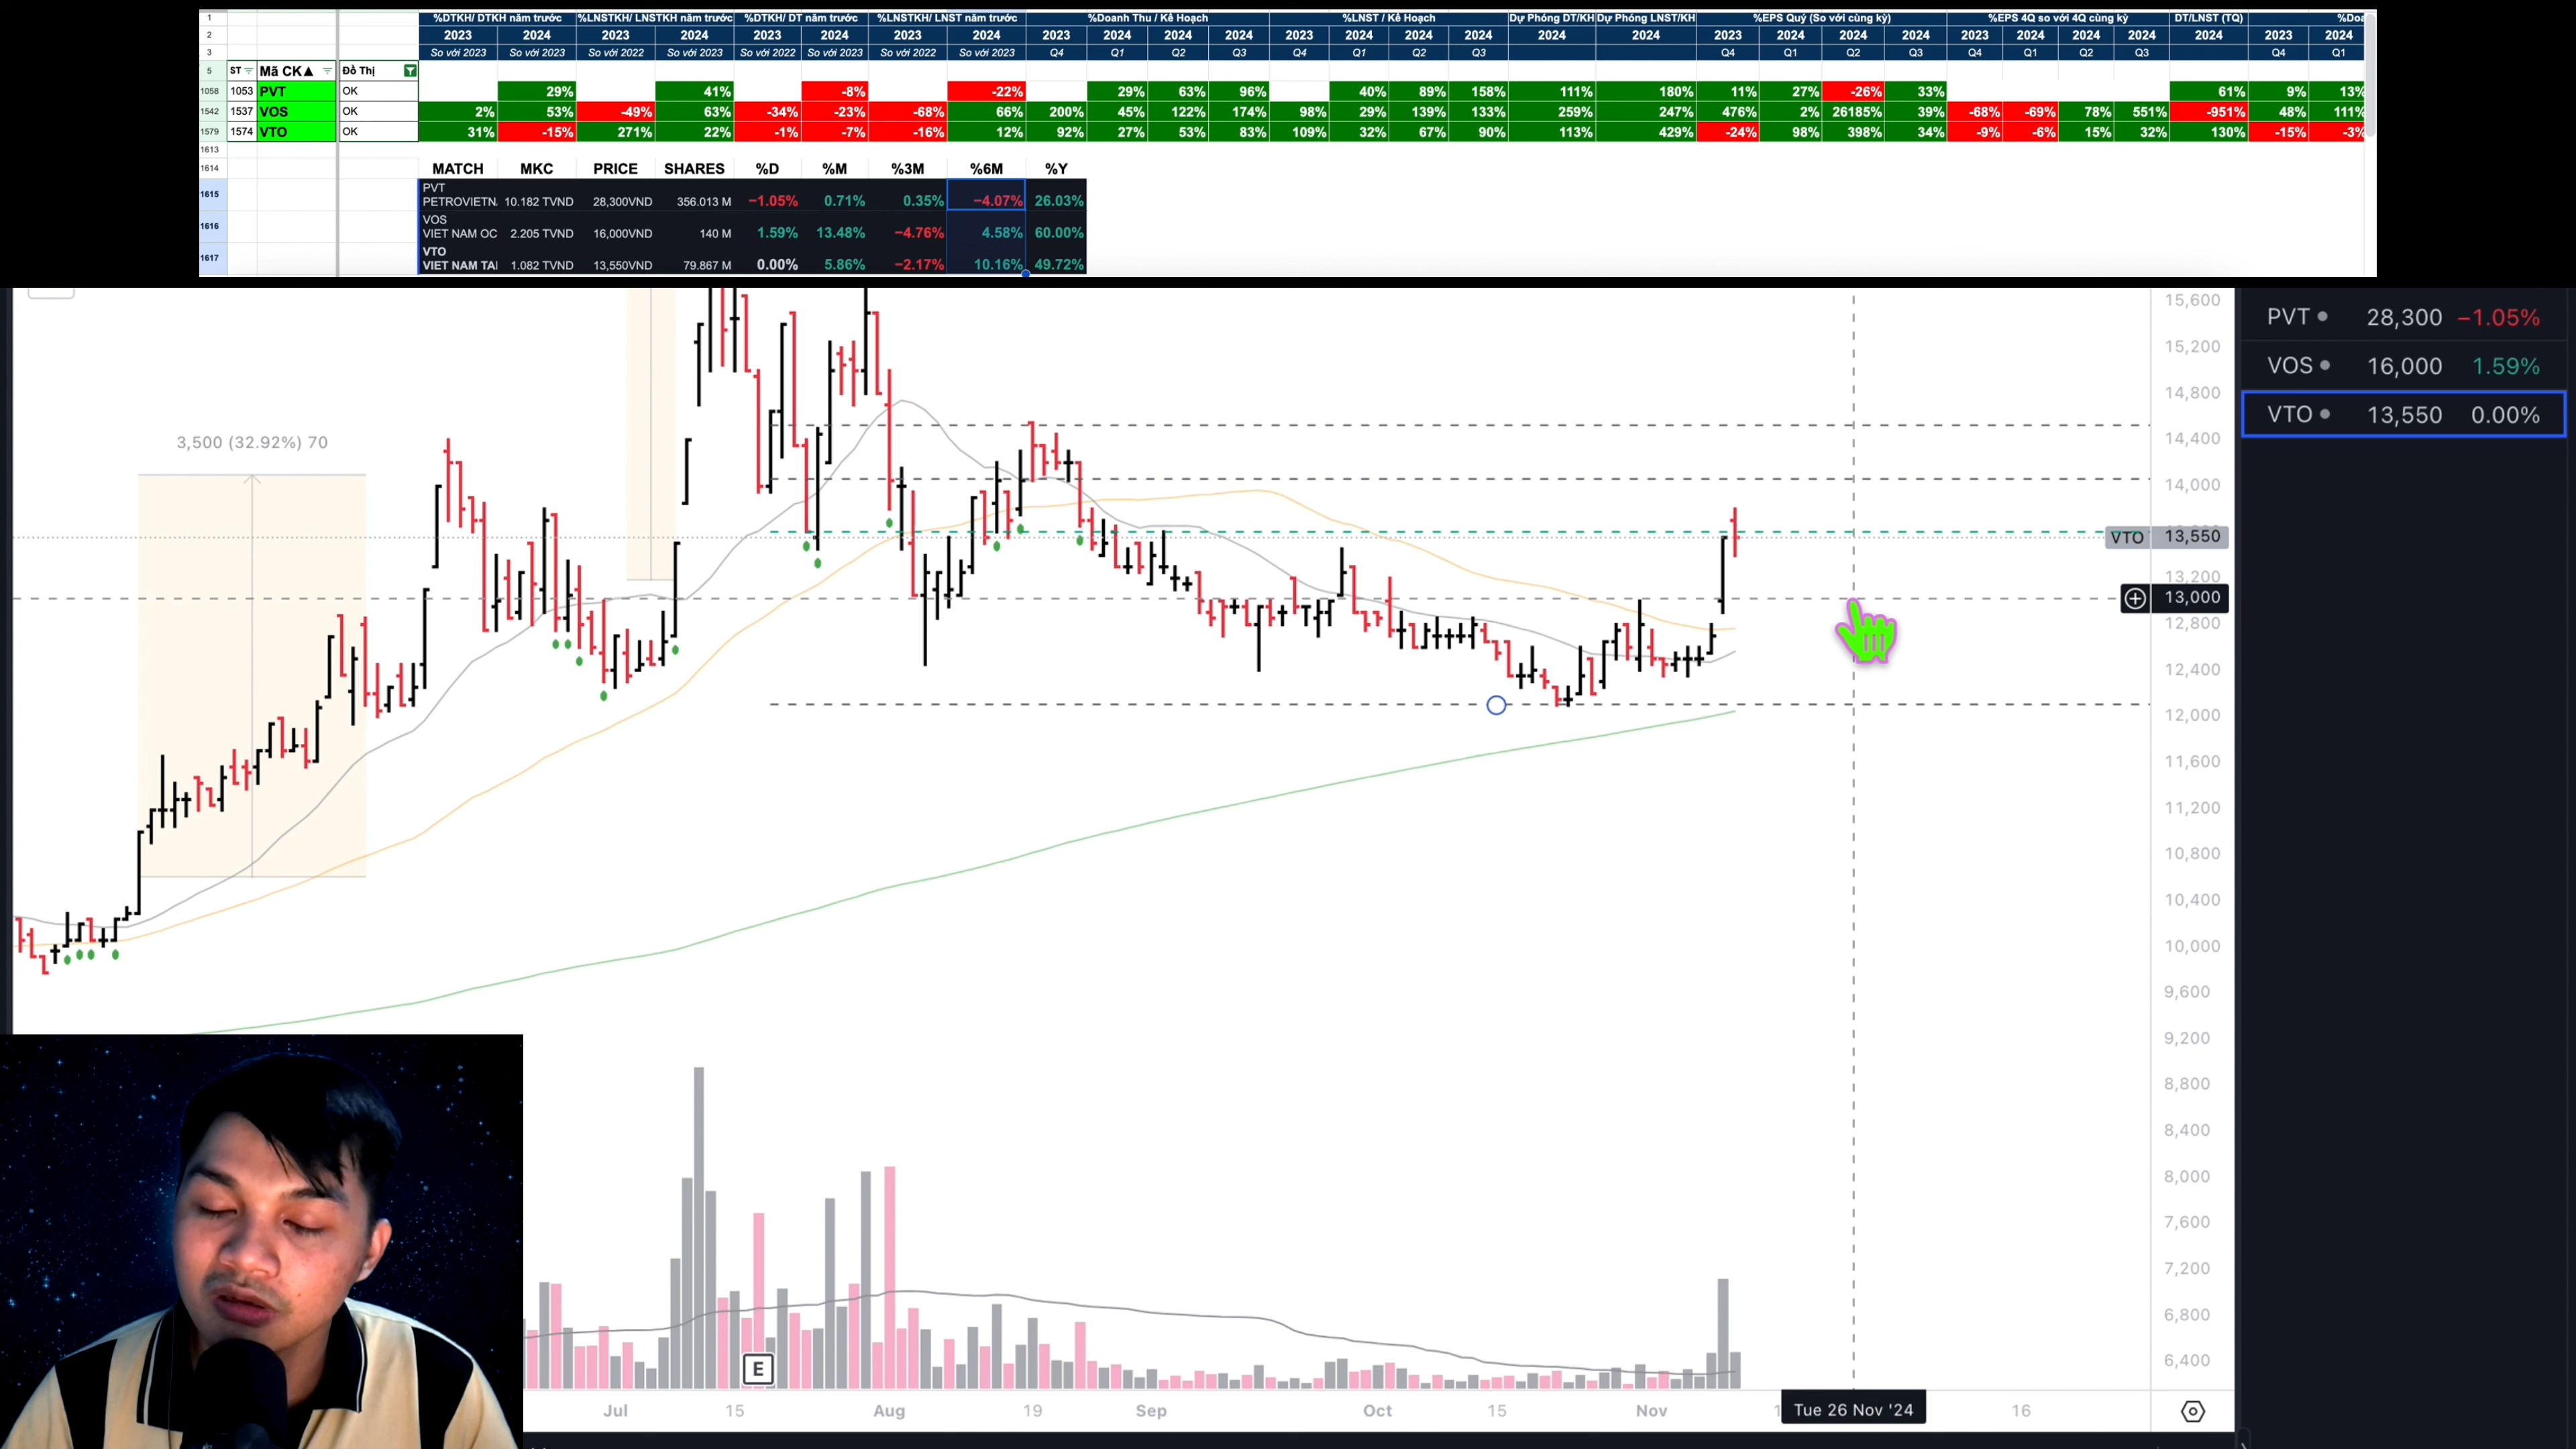 1 %DTKH/ DTKH năm trước %LNSTKH/ LNSTKH năm trước %DTKH/ DT năm trước %LNSTKH/ LNST năm trước %Doanh Thu / Kế Hoạch %LNST / Kế Hoạch Dự Phóng DT/KH Dự Phóng LNST/KH %EPS Quý (So với cùng kỳ) %EPS 4Q so với 4Q cùng kỳ DT/LNST (TQ)
2 2023 2024 2023 2024 2023 2024 2023 2024 2023 2024 2024 2024 2023 2024 2024 2024 2024 2024 2023 2024 2024 2024 2023 2024 2024 2024 2024 2023 2024
3 So với 2023 So với 2023 So với 2022 So với 2023 So với 2022 So với 2023 So với 2022 So với 2023 Q4 Q1 Q2 Q3 Q4 Q1 Q2 Q3 Q4 Q1 Q2 Q3 Q4 Q1 Q2 Q3 Q4 Q1
5 ST Mã CK▲ Đồ Thị
1058 1053 PVT OK 29% 41% -8% -22% 29% 63% 96% 40% 89% 158% 111% 180% 11% 27% -26% 33% 61% 9% 13%
1542 1537 VOS OK 2% 53% -49% 63% -34% -23% -68% 66% 200% 45% 122% 174% 98% 29% 139% 133% 259% 247% 476% 2% 26185% 39% -68% -69% 78% 551% -951% 48% 111%
1579 1574 VTO OK 31% -15% 271% 22% -1% -7% -16% 12% 92% 27% 53% 83% 109% 32% 67% 90% 113% 429% -24% 98% 398% 34% -9% -6% 15% 32% 130% -15% -3%
1613
1614 MATCH MKC PRICE SHARES %D %M %3M %6M %Y
PVT
1615 PETROVIETN 10.182 TVND 28,300VND 356.013 M −1.05% 0.71% 0.35% −4.07% 26.03%
VOS
1616 VIET NAM OC 2.205 TVND 16,000VND 140 M 1.59% 13.48% −4.76% 4.58% 60.00%
VTO
1617 VIET NAM TA 1.082 TVND 13,550VND 79.867 M 0.00% 5.86% −2.17% 10.16% 49.72%
PVT 28,300 −1.05%
VOS 16,000 1.59%
VTO 13,550 0.00%
3,500 (32.92%) 70
15,600
15,200
14,800
14,400
14,000
VTO 13,550
13,200
13,000
12,800
12,400
12,000
11,600
11,200
10,800
10,400
10,000
9,600
9,200
8,800
8,400
8,000
7,600
7,200
6,800
6,400
E
Jul 15 Aug 19 Sep Oct 15 Nov Tue 26 Nov '24 16